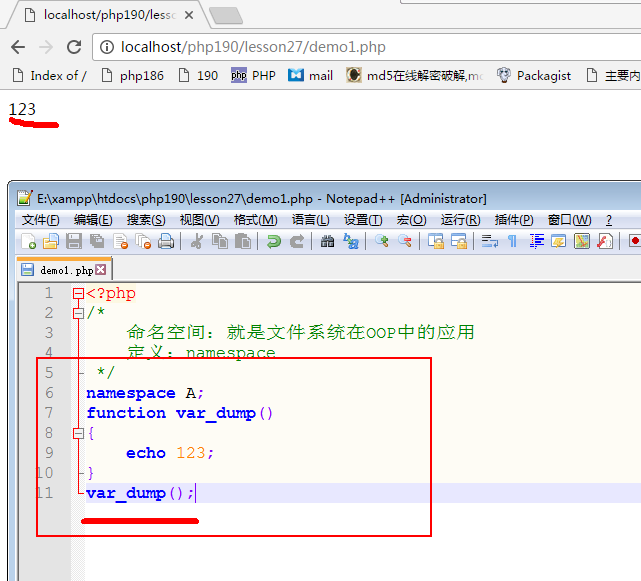 localhost/php190/lesso
localhost/php190/lesson27/demo1.php
Index of / php186 190 php PHP mail md5在线解密破解,mc Packagist 主要内
123
E:\xampp\htdocs\php190\lesson27\demo1.php - Notepad++ [Administrator]
文件(F) 编辑(E) 搜索(S) 视图(V) 格式(M) 语言(L) 设置(T) 宏(O) 运行(R) 插件(P) 窗口(W) ?
demo1.php
1 <?php
2 /*
3 命名空间: 就是文件系统在OOP中的应用
4 定义: namespace
5 */
6 namespace A;
7 function var_dump()
8 {
9 echo 123;
10 }
11 var_dump();